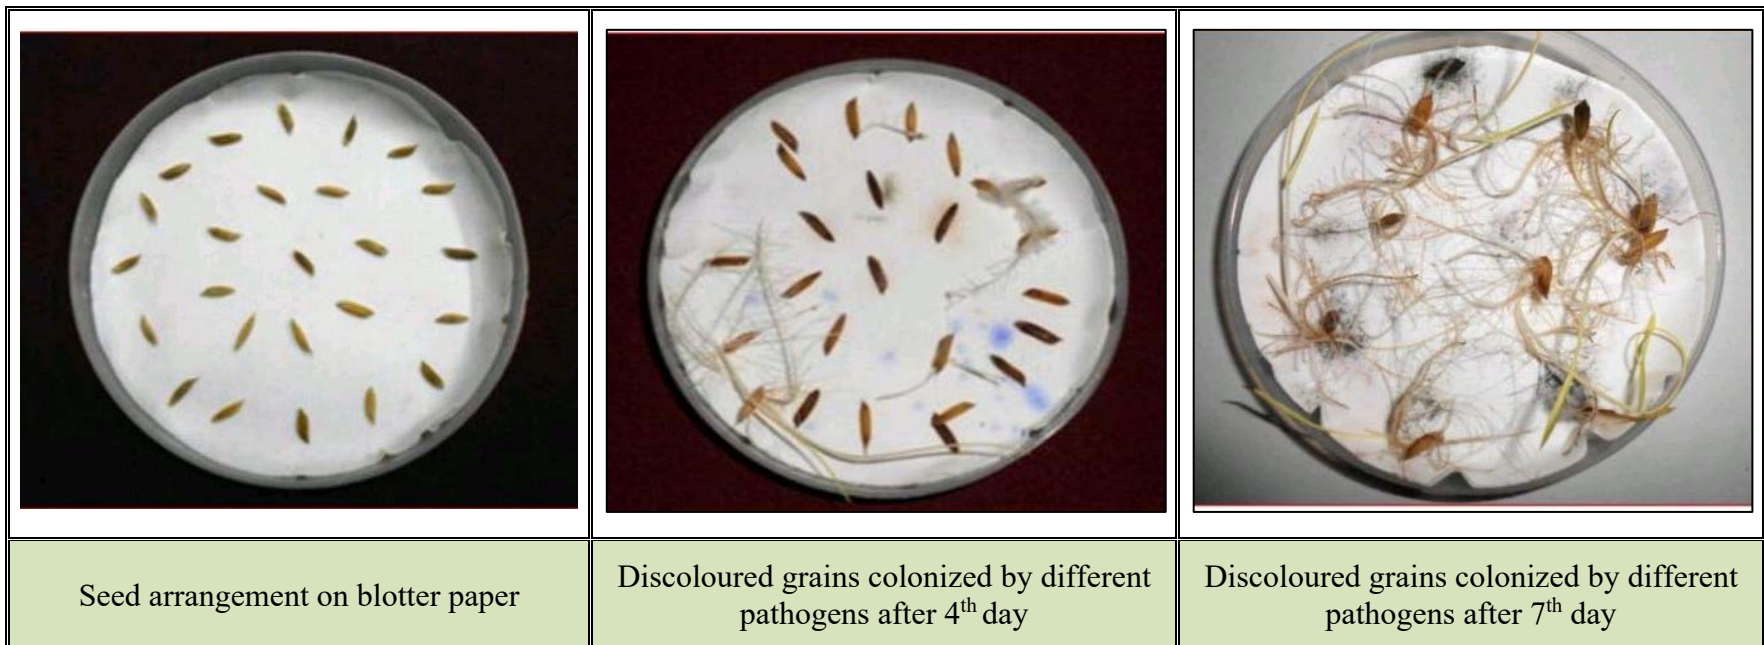 Seed arrangement on blotter paper
Discoloured grains colonized by different
pathogens after 4th day
Discoloured grains colonized by different
pathogens after 7th day